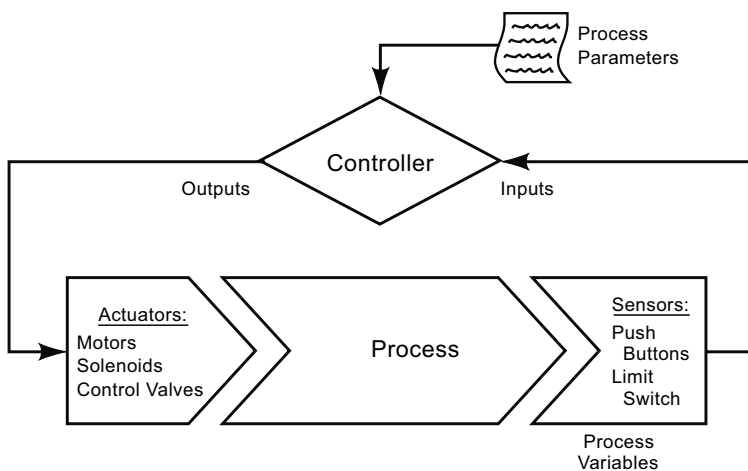 Process
Parameters
Controller
Outputs
Inputs
Actuators:
Motors
Solenoids
Control Valves
Process
Sensors:
Push
Buttons
Limit
Switch
Process
Variables